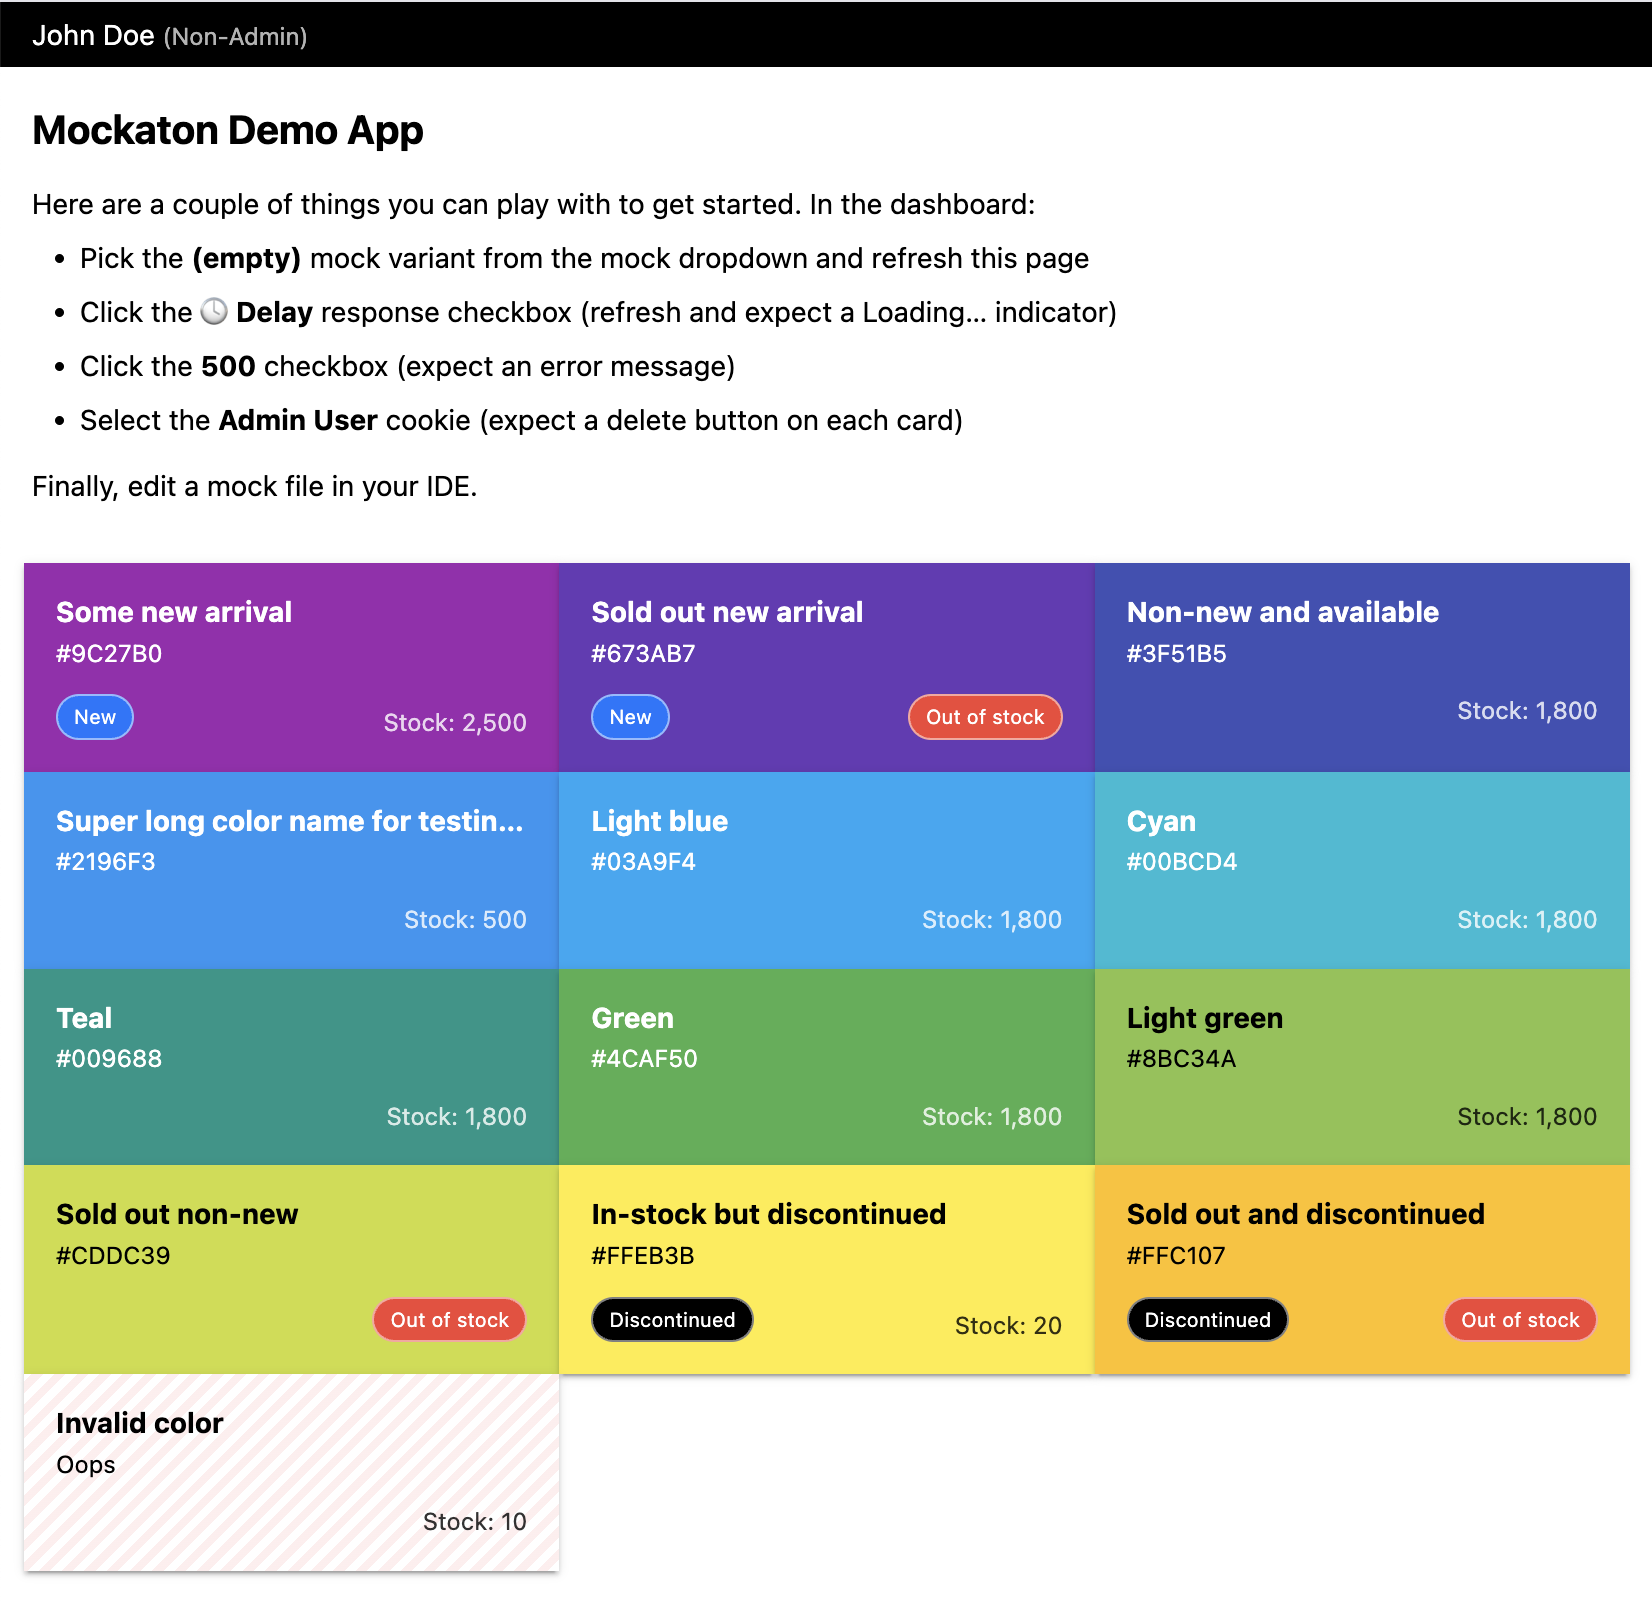 John Doe (Non-Admin)
Mockaton Demo App
Here are a couple of things you can play with to get started. In the dashboard:
• Pick the (empty) mock variant from the mock dropdown and refresh this page
• Click the 🕓 Delay response checkbox (refresh and expect a Loading... indicator)
• Click the 500 checkbox (expect an error message)
• Select the Admin User cookie (expect a delete button on each card)
Finally, edit a mock file in your IDE.
Some new arrival
#9C27B0
New
Stock: 2,500
Sold out new arrival
#673AB7
New
Out of stock
Non-new and available
#3F51B5
Stock: 1,800
Super long color name for testin...
#2196F3
Stock: 500
Light blue
#03A9F4
Stock: 1,800
Cyan
#00BCD4
Stock: 1,800
Teal
#009688
Stock: 1,800
Green
#4CAF50
Stock: 1,800
Light green
#8BC34A
Stock: 1,800
Sold out non-new
#CDDC39
Out of stock
In-stock but discontinued
#FFEB3B
Discontinued
Stock: 20
Sold out and discontinued
#FFC107
Discontinued
Out of stock
Invalid color
Oops
Stock: 10